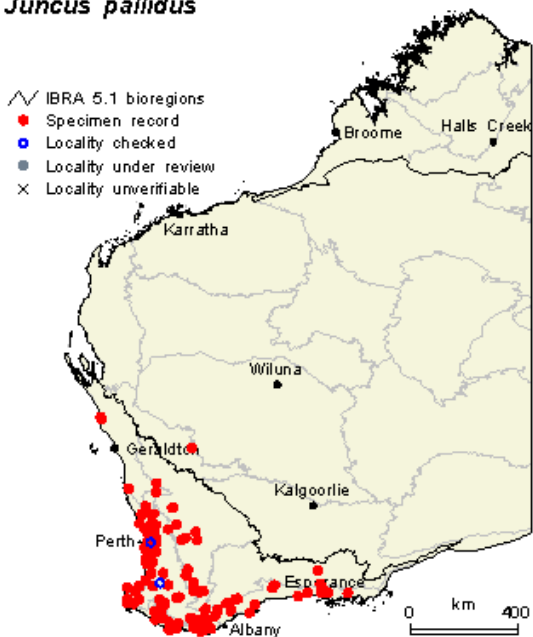 Juncus pallidus
IBRA 5.1 bioregions
Specimen record
Locality checked
Locality under review
Locality unverifiable
Broome
Halls Creek
Karratha
Wiluna
Geraldton
Kalgoorlie
Perth
Esperance
Albany
km
0 400